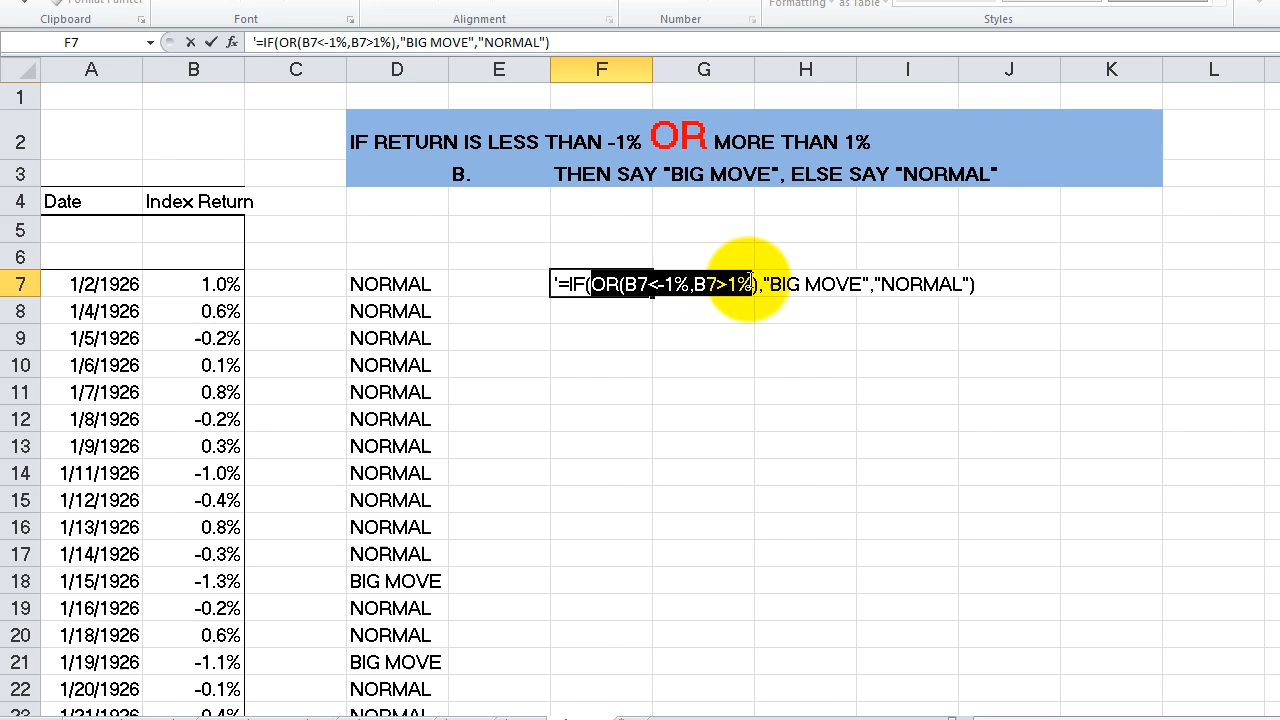 Formatting ▾ as Table ▾
Clipboard Font Alignment Number Styles
F7 fx '=IF(OR(B7<-1%,B7>1%),"BIG MOVE","NORMAL")
A B C D E F G H I J K L
1
2 IF RETURN IS LESS THAN -1% OR MORE THAN 1%
3 B. THEN SAY "BIG MOVE", ELSE SAY "NORMAL"
4 Date Index Return
5
6
7 1/2/1926 1.0% NORMAL '=IF(OR(B7<-1%,B7>1%),"BIG MOVE","NORMAL")
8 1/4/1926 0.6% NORMAL
9 1/5/1926 -0.2% NORMAL
10 1/6/1926 0.1% NORMAL
11 1/7/1926 0.8% NORMAL
12 1/8/1926 -0.2% NORMAL
13 1/9/1926 0.3% NORMAL
14 1/11/1926 -1.0% NORMAL
15 1/12/1926 -0.4% NORMAL
16 1/13/1926 0.8% NORMAL
17 1/14/1926 -0.3% NORMAL
18 1/15/1926 -1.3% BIG MOVE
19 1/16/1926 -0.2% NORMAL
20 1/18/1926 0.6% NORMAL
21 1/19/1926 -1.1% BIG MOVE
22 1/20/1926 -0.1% NORMAL